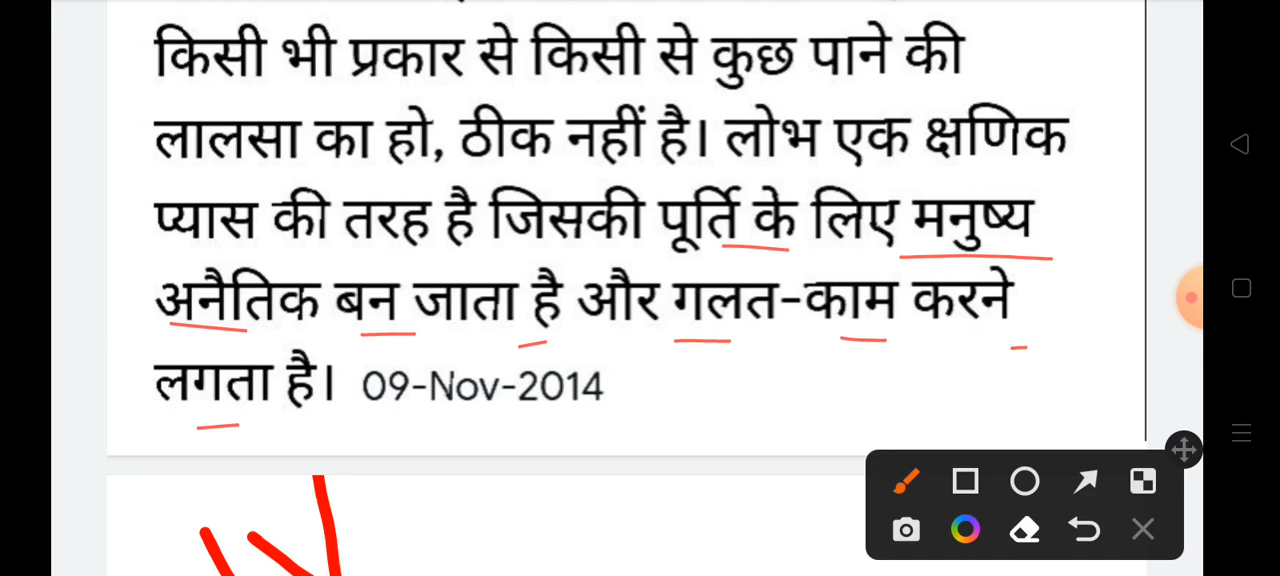 किसी भी प्रकार से किसी से कुछ पाने की
लालसा का हो, ठीक नहीं है। लोभ एक क्षणिक
प्यास की तरह है जिसकी पूर्ति के लिए मनुष्य
अनैतिक बन जाता है और गलत-काम करने
लगता है। 09-Nov-2014